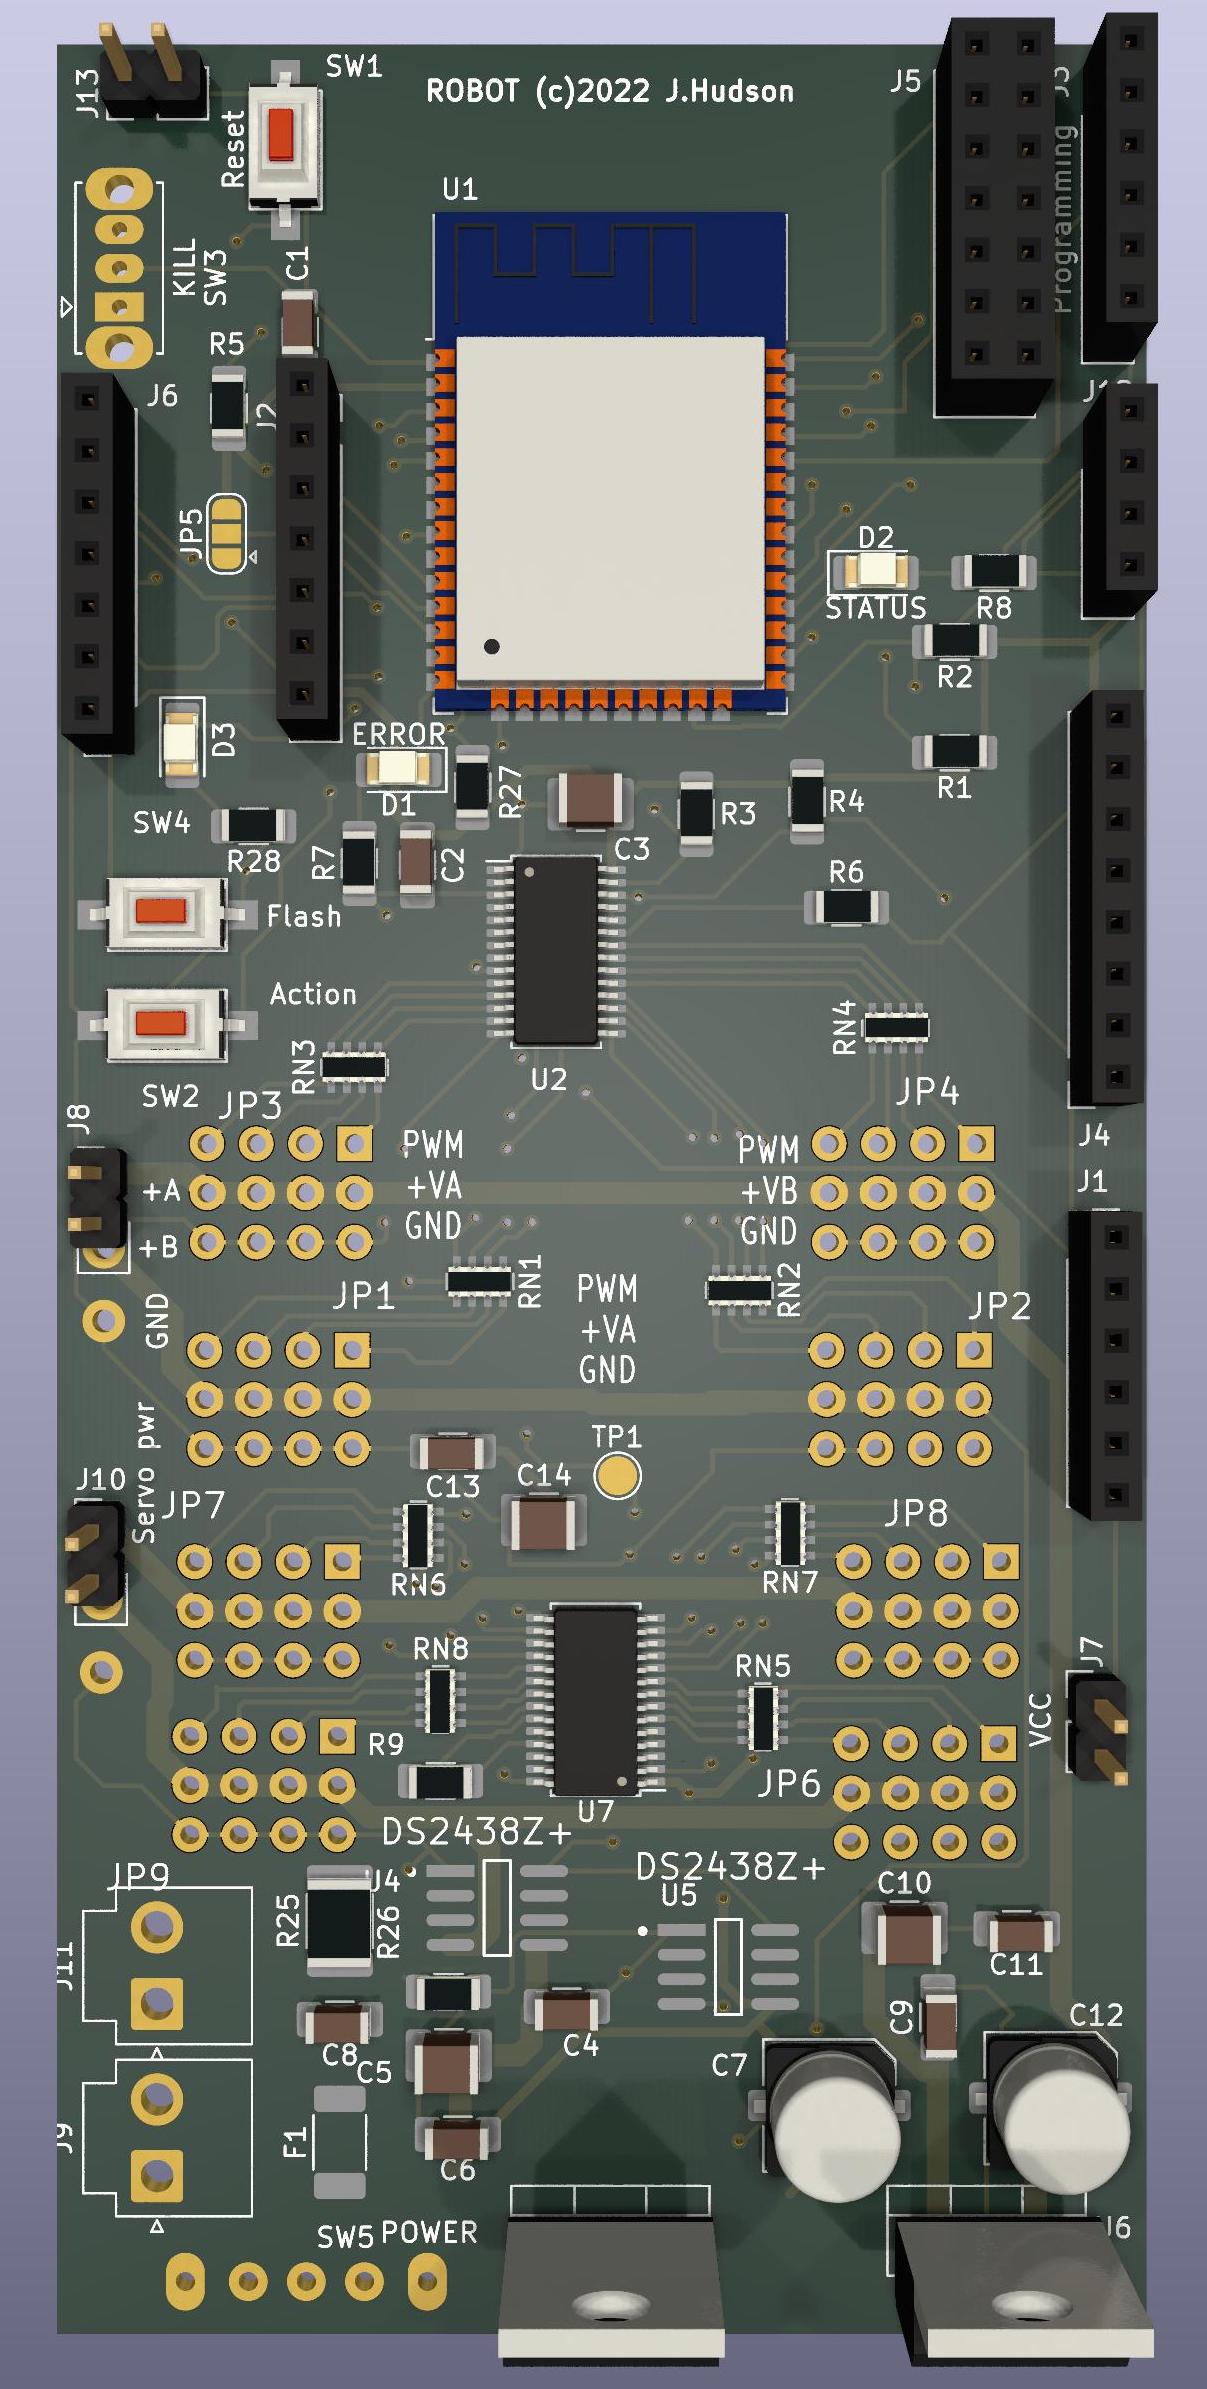 SW1
J13
ROBOT (c)2022 J.Hudson
J5
Reset
Programming
U1
KILL
SW3
C1
R5
J6
J2
JP5
D2
STATUS
R8
R2
D3
ERROR
D1
R27
R1
SW4
R28
R7
C2
C3
R3
R4
R6
Flash
Action
RN3
U2
RN4
SW2
JP3
JP4
J8
J4
PWM
+VA
GND
PWM
+VB
GND
J1
+A
+B
GND
JP1
RN1
RN2
JP2
PWM
+VA
GND
Servo pwr
TP1
J10
JP7
C13
C14
JP8
RN6
RN7
RN8
RN5
J7
VCC
R9
JP6
U7
DS2438Z+
DS2438Z+
U5
JP9
R25
R26
C10
C11
J11
C8
C5
C4
C9
C12
C7
J9
F1
C6
SW5
POWER